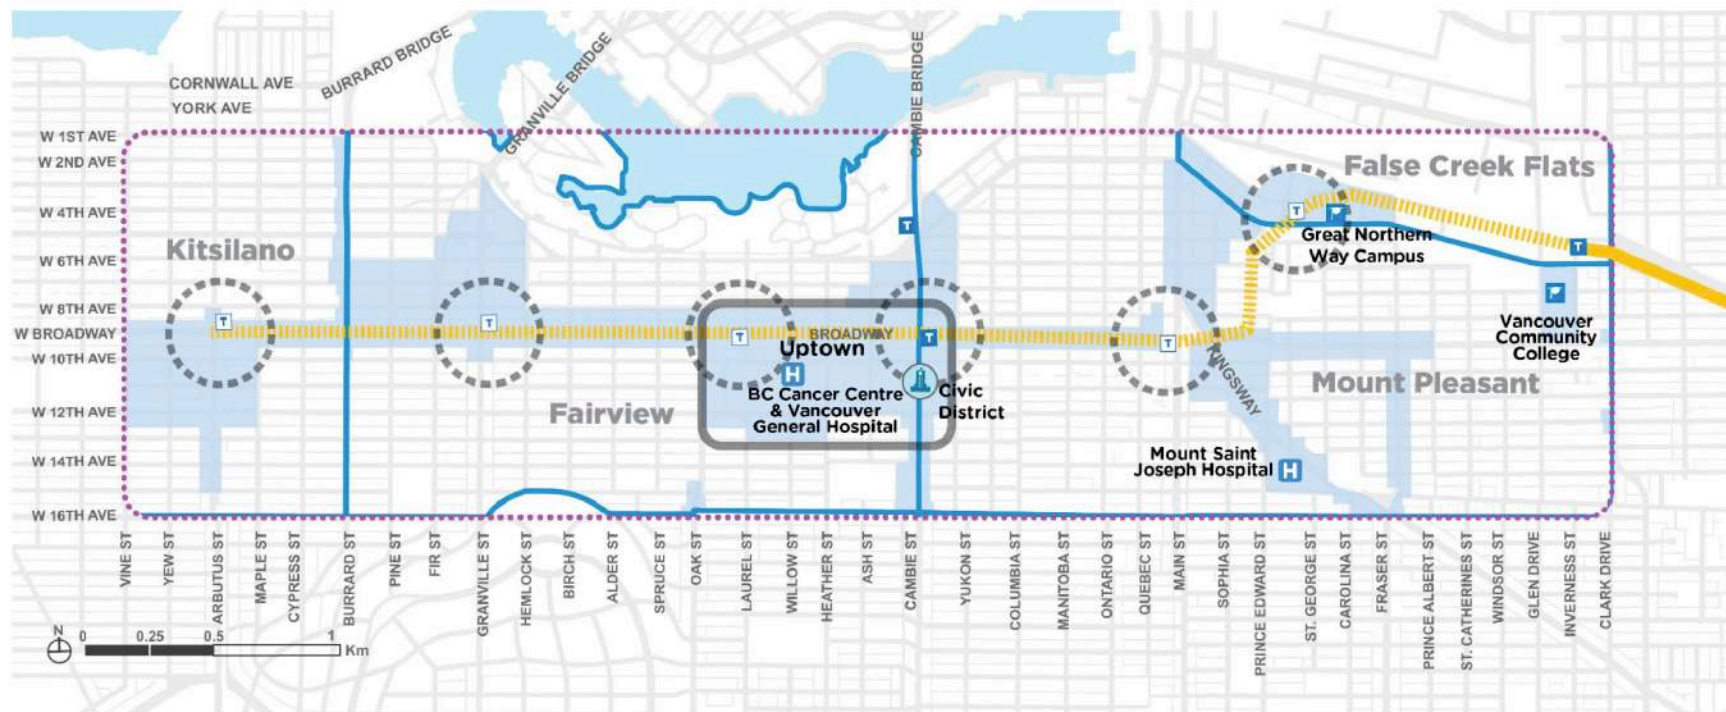 CORNWALL AVE
YORK AVE
BURRARD BRIDGE
GRANVILLE BRIDGE
CAMBIE BRIDGE
W 1ST AVE
W 2ND AVE
W 4TH AVE
W 6TH AVE
W 8TH AVE
W BROADWAY
W 10TH AVE
W 12TH AVE
W 14TH AVE
W 16TH AVE
Kitsilano
Fairview
False Creek Flats
Mount Pleasant
T
T
T
T
T
T
T
T
BROADWAY
Uptown
H
BC Cancer Centre
& Vancouver
General Hospital
Civic
District
KINGSWAY
Great Northern
Way Campus
Vancouver
Community
College
Mount Saint
Joseph Hospital
H
VINE ST
YEW ST
ARBUTUS ST
MAPLE ST
CYPRESS ST
BURRARD ST
PINE ST
FIR ST
GRANVILLE ST
HEMLOCK ST
BIRCH ST
ALDER ST
SPRUCE ST
OAK ST
LAUREL ST
WILLOW ST
HEATHER ST
ASH ST
CAMBIE ST
YUKON ST
COLUMBIA ST
MANITOBA ST
ONTARIO ST
QUEBEC ST
MAIN ST
SOPHIA ST
PRINCE EDWARD ST
ST. GEORGE ST
CAROLINA ST
FRASER ST
PRINCE ALBERT ST
ST. CATHERINES ST
WINDSOR ST
GLEN DRIVE
INVERNESS ST
CLARK DRIVE
N
0 0.25 0.5 1
Km